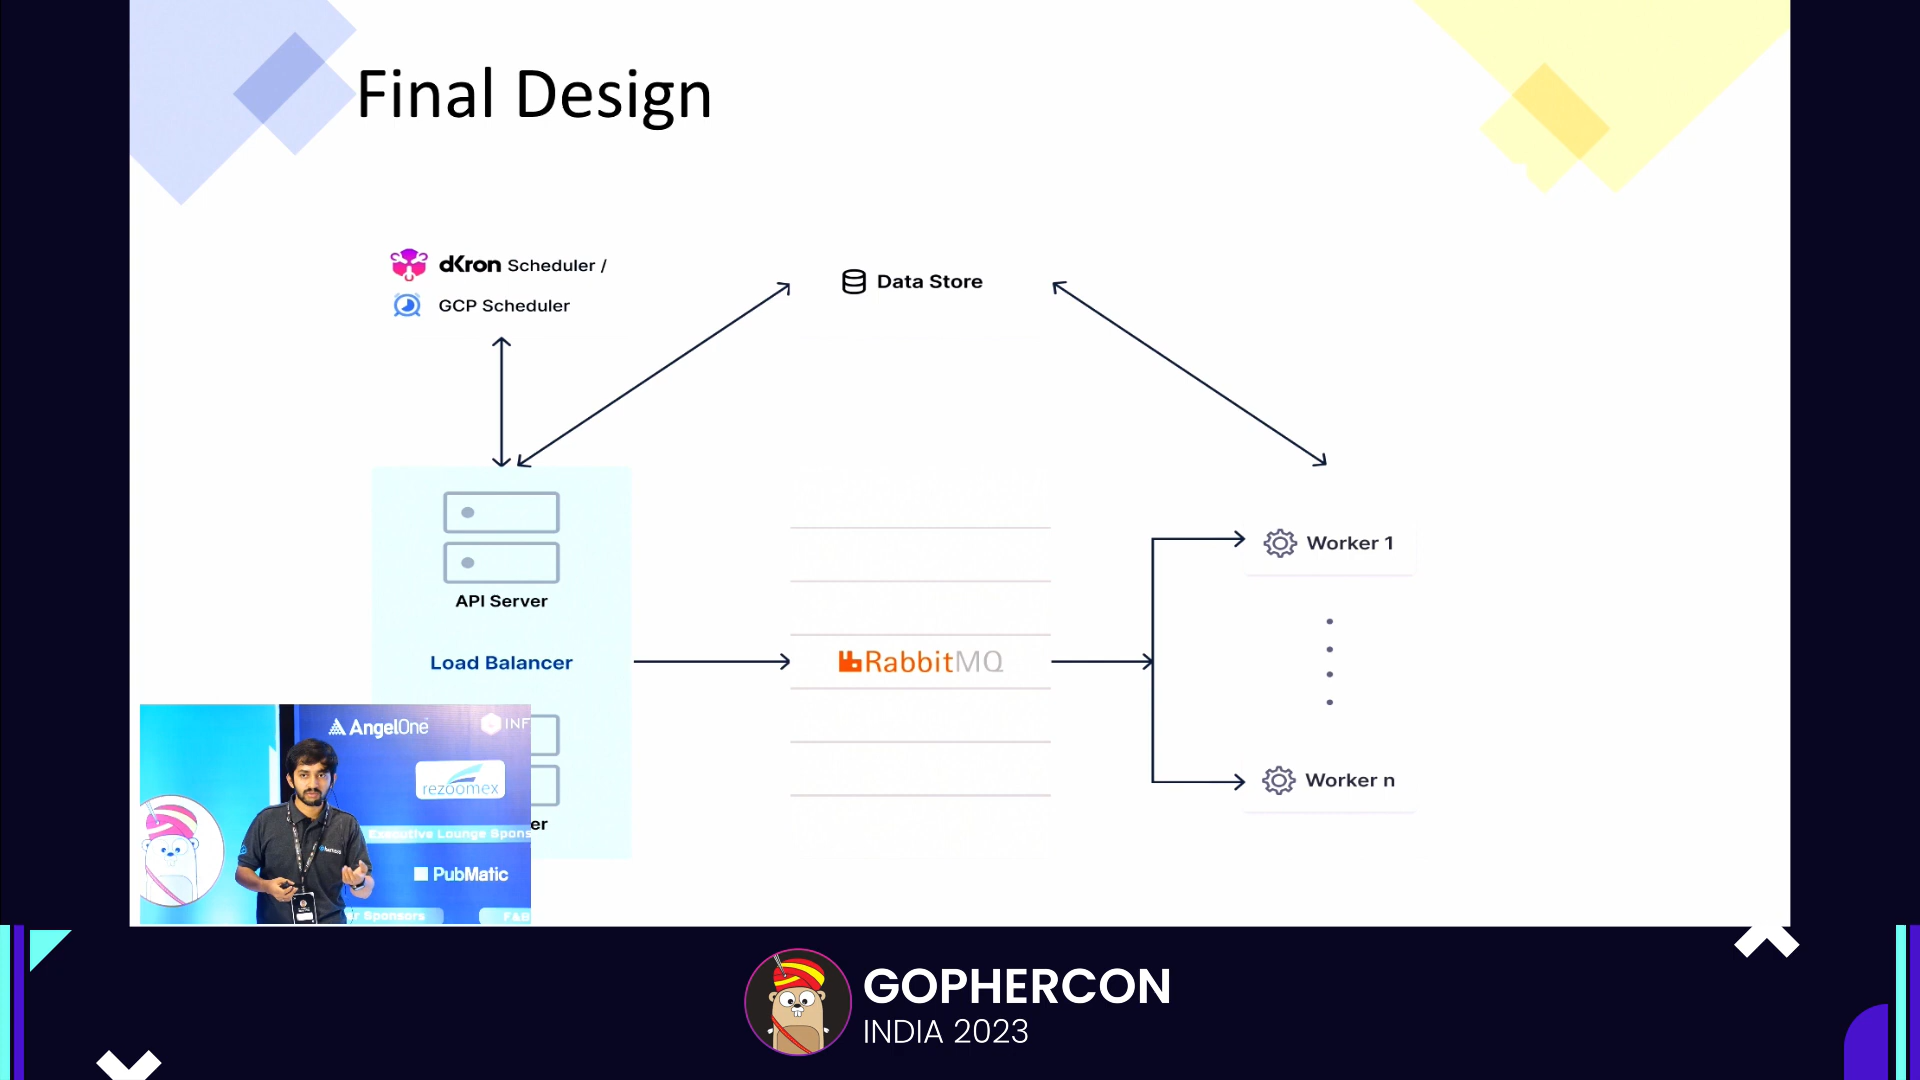 Final Design
dKron Scheduler /
GCP Scheduler
Data Store
API Server
Load Balancer
RabbitMQ
Worker 1
Worker n
er
AngelOne
INF
rezoomex
Executive Lounge Spons
PubMatic
r Sponsors
F&B
GOPHERCON
INDIA 2023